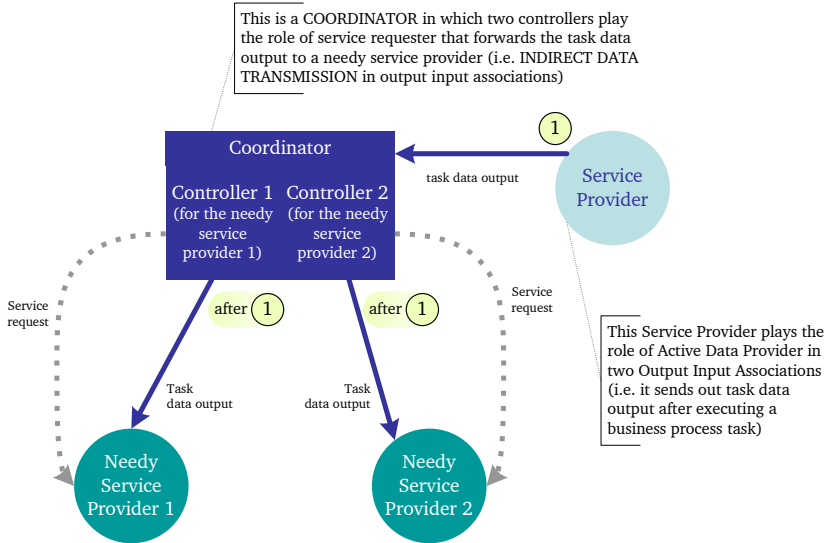 This is a COORDINATOR in which two controllers play
the role of service requester that forwards the task data
output to a needy service provider (i.e. INDIRECT DATA
TRANSMISSION in output input associations)
1
Coordinator
task data output
Service
Provider
Controller 1
(for the needy
service
provider 1)
Controller 2
(for the needy
service
provider 2)
Service
request
after 1
after 1
Service
request
This Service Provider plays the
role of Active Data Provider in
two Output Input Associations
(i.e. it sends out task data
output after executing a
business process task)
Task
data output
Task
data output
Needy
Service
Provider 1
Needy
Service
Provider 2